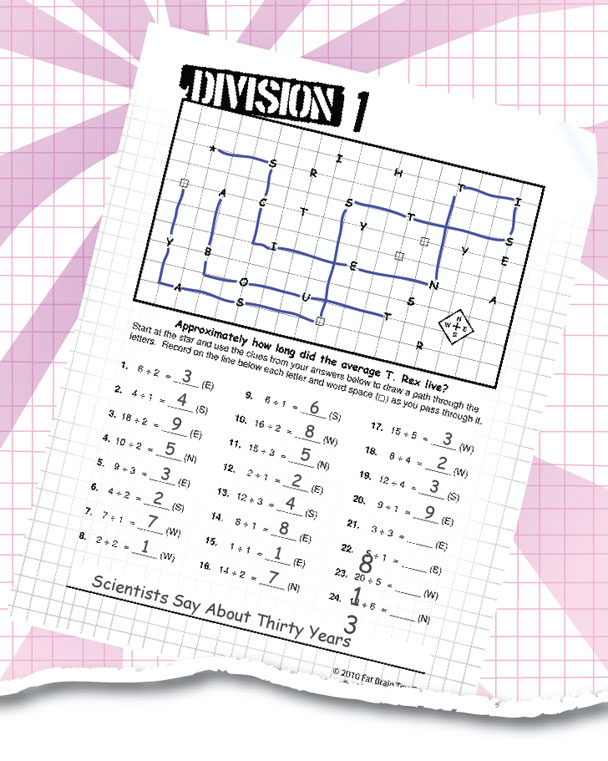 DIVISION 1
I H
* S R T I
A C T S Y T Y S E
Y B I E N S A
A O S U T R
N
W E
S
Approximately how long did the average T. Rex live?
Start at the star and use the clues from your answers below to draw a path through the
letters. Record on the line below each letter and word space (□) as you pass through it.
1. 6 ÷ 2 = 3 (E)
2. 4 ÷ 1 = 4 (S)
3. 18 ÷ 2 = 9 (E)
4. 10 ÷ 2 = 5 (N)
5. 9 ÷ 3 = 3 (E)
6. 4 ÷ 2 = 2 (S)
7. 7 ÷ 1 = 7 (W)
8. 2 ÷ 2 = 1 (W)
9. 6 ÷ 1 = 6 (S)
10. 16 ÷ 2 = 8 (W)
11. 15 ÷ 3 = 5 (N)
12. 2 ÷ 1 = 2 (E)
13. 12 ÷ 3 = 4 (S)
14. 8 ÷ 1 = 8 (E)
15. 1 ÷ 1 = 1 (E)
16. 14 ÷ 2 = 7 (N)
17. 15 ÷ 5 = 3 (W)
18. 8 ÷ 4 = 2 (W)
19. 12 ÷ 4 = 3 (S)
20. 9 ÷ 1 = 9 (E)
21. 3 ÷ 3 = ____ (E)
22. ÷ 1 = ____ (S)
8
23. 20 ÷ 5 = ____ (W)
1
24. ÷ 6 = ____ (N)
3
Scientists Say About Thirty Years
© 2010 Fat Brain